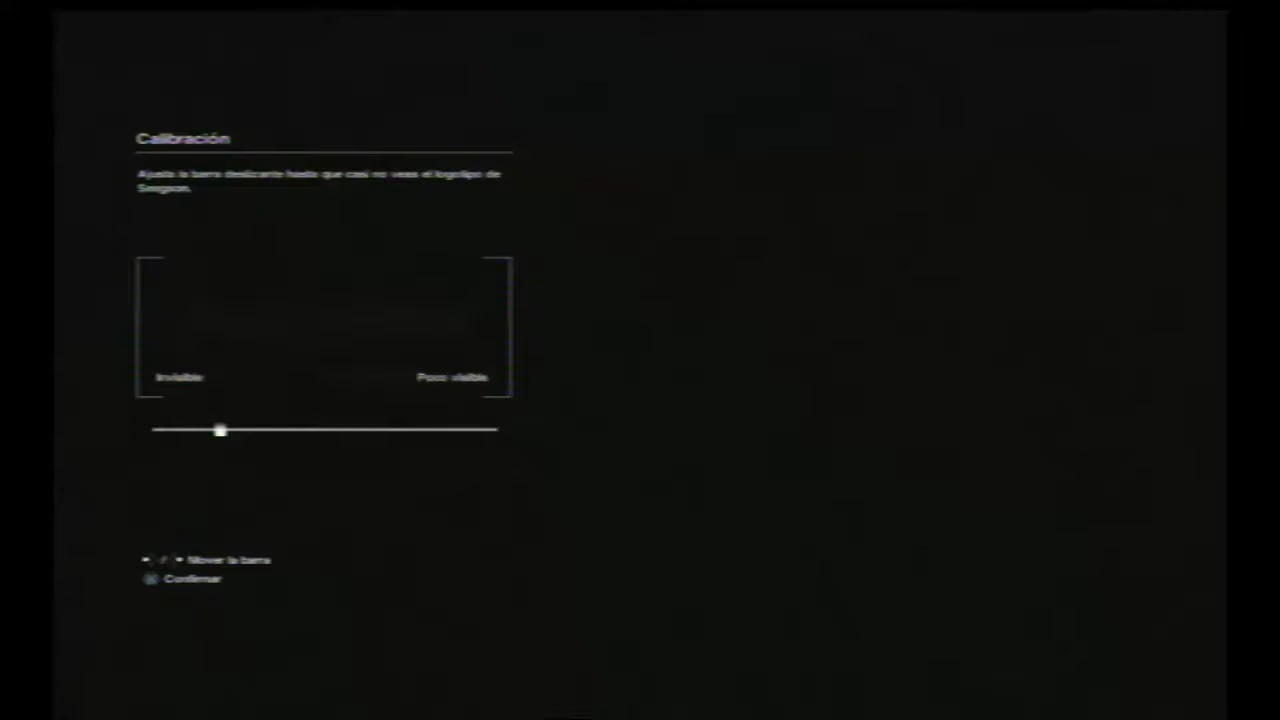 Calibración
Ajusta la barra deslizante hasta que casi no veas el logotipo de
Seegson.
Invisible
Poco visible
/ Mover la barra
Confirmar